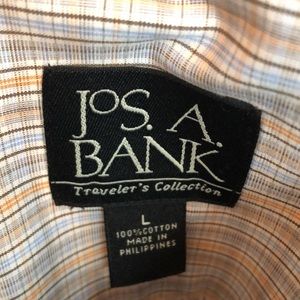 JOS. A.
BANK
Traveler's Collection
L
100% COTTON
MADE IN
PHILIPPINES